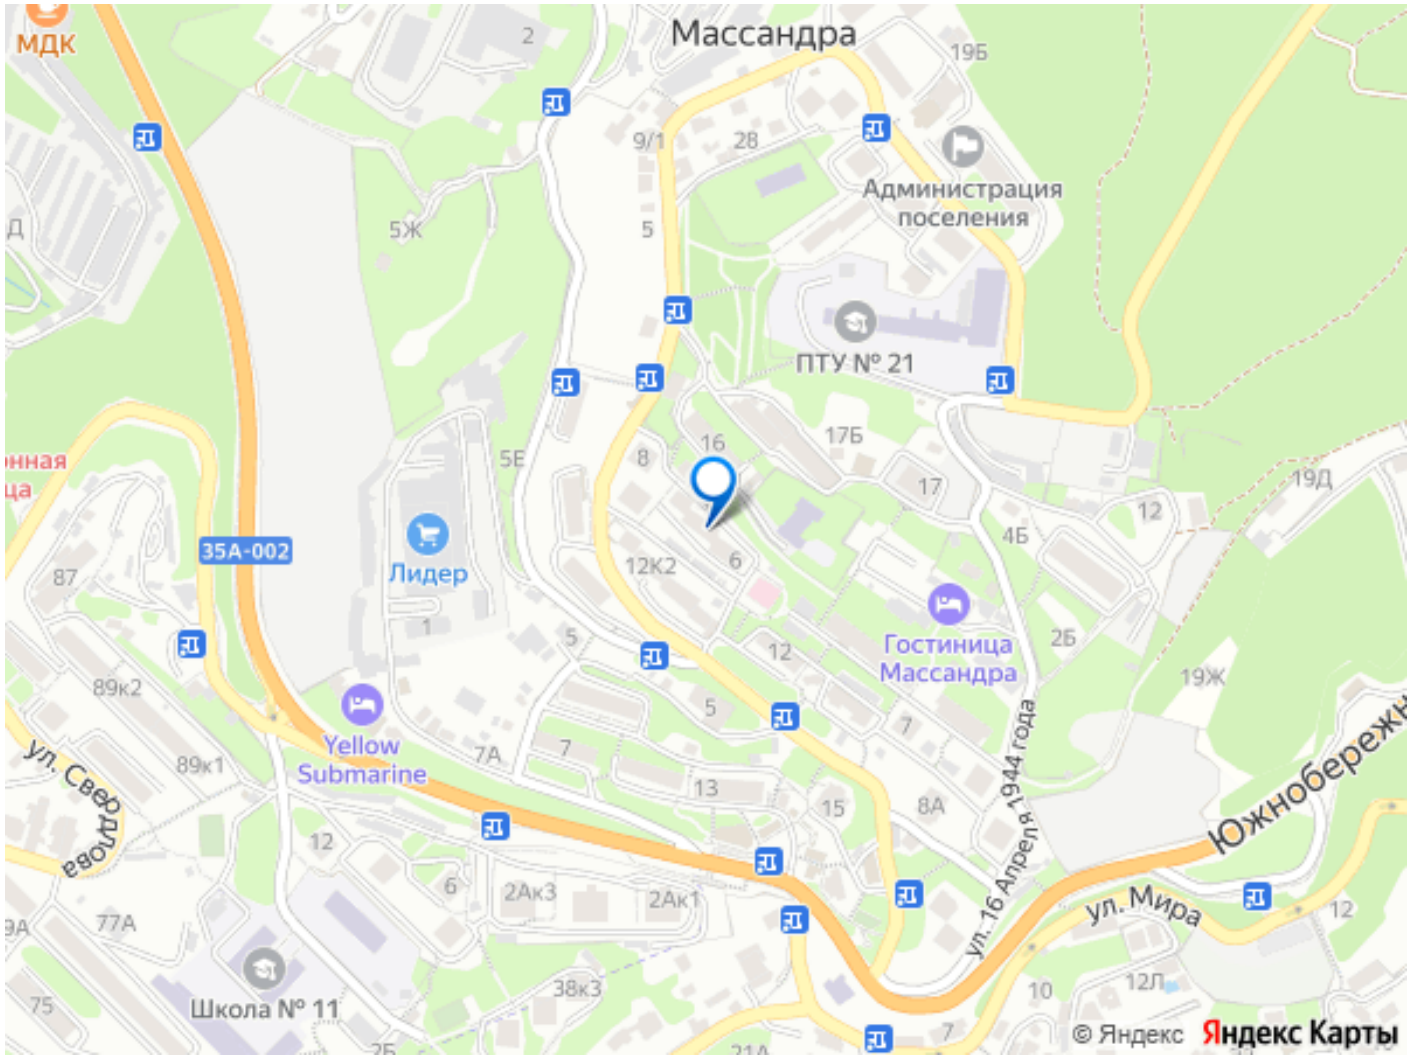 МДК
2
Массандра
19Б
9/1
28
Администрация
поселения
Д
5Ж
5
ПТУ № 21
16
17Б
8
5Е
онная
ца
17
19Д
12
35А-002
4Б
Лидер
12К2
6
87
1
5
12
Гостиница
Массандра
2Б
19Ж
89к2
5
7
Yellow
Submarine
7А
7
89к1
13
15
8А
ул. 16 Апреля 1944 года
Южнобережн
ул. Свердлова
12
6
2Ак3
2Ак1
ул. Мира
12
9А
77А
Школа № 11
75
38к3
12Л
10
7
2Б
21А
© Яндекс Яндекс Карты